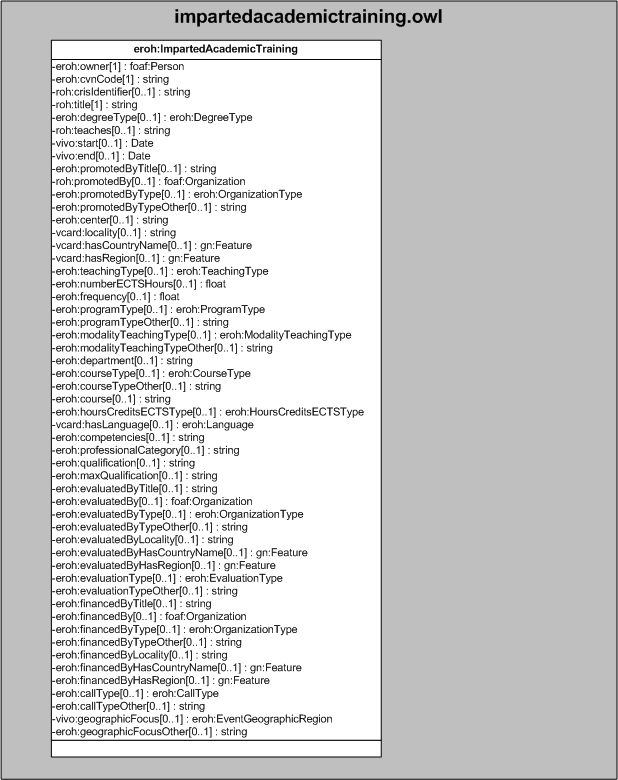 impartedacademictraining.owl
eroh:ImpartedAcademicTraining
-eroh:owner[1] : foaf:Person
-eroh:cvnCode[1] : string
-roh:crisIdentifier[0..1] : string
-roh:title[1] : string
-eroh:degreeType[0..1] : eroh:DegreeType
-roh:teaches[0..1] : string
-vivo:start[0..1] : Date
-vivo:end[0..1] : Date
-eroh:promotedByTitle[0..1] : string
-roh:promotedBy[0..1] : foaf:Organization
-eroh:promotedByType[0..1] : eroh:OrganizationType
-eroh:promotedByTypeOther[0..1] : string
-eroh:center[0..1] : string
-vcard:locality[0..1] : string
-vcard:hasCountryName[0..1] : gn:Feature
-vcard:hasRegion[0..1] : gn:Feature
-eroh:teachingType[0..1] : eroh:TeachingType
-eroh:numberECTSHours[0..1] : float
-eroh:frequency[0..1] : float
-eroh:programType[0..1] : eroh:ProgramType
-eroh:programTypeOther[0..1] : string
-eroh:modalityTeachingType[0..1] : eroh:ModalityTeachingType
-eroh:modalityTeachingTypeOther[0..1] : string
-eroh:department[0..1] : string
-eroh:courseType[0..1] : eroh:CourseType
-eroh:courseTypeOther[0..1] : string
-eroh:course[0..1] : string
-eroh:hoursCreditsECTSType[0..1] : eroh:HoursCreditsECTSType
-vcard:hasLanguage[0..1] : eroh:Language
-eroh:competencies[0..1] : string
-eroh:professionalCategory[0..1] : string
-eroh:qualification[0..1] : string
-eroh:maxQualification[0..1] : string
-eroh:evaluatedByTitle[0..1] : string
-eroh:evaluatedBy[0..1] : foaf:Organization
-eroh:evaluatedByType[0..1] : eroh:OrganizationType
-eroh:evaluatedByTypeOther[0..1] : string
-eroh:evaluatedByLocality[0..1] : string
-eroh:evaluatedByHasCountryName[0..1] : gn:Feature
-eroh:evaluatedByHasRegion[0..1] : gn:Feature
-eroh:evaluationType[0..1] : eroh:EvaluationType
-eroh:evaluationTypeOther[0..1] : string
-eroh:financedByTitle[0..1] : string
-eroh:financedBy[0..1] : foaf:Organization
-eroh:financedByType[0..1] : eroh:OrganizationType
-eroh:financedByTypeOther[0..1] : string
-eroh:financedByLocality[0..1] : string
-eroh:financedByHasCountryName[0..1] : gn:Feature
-eroh:financedByHasRegion[0..1] : gn:Feature
-eroh:callType[0..1] : eroh:CallType
-eroh:callTypeOther[0..1] : string
-vivo:geographicFocus[0..1] : eroh:EventGeographicRegion
-eroh:geographicFocusOther[0..1] : string